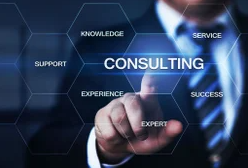 KNOWLEDGE
SERVICE
SUPPORT
CONSULTING
EXPERIENCE
SUCCESS
EXPERT